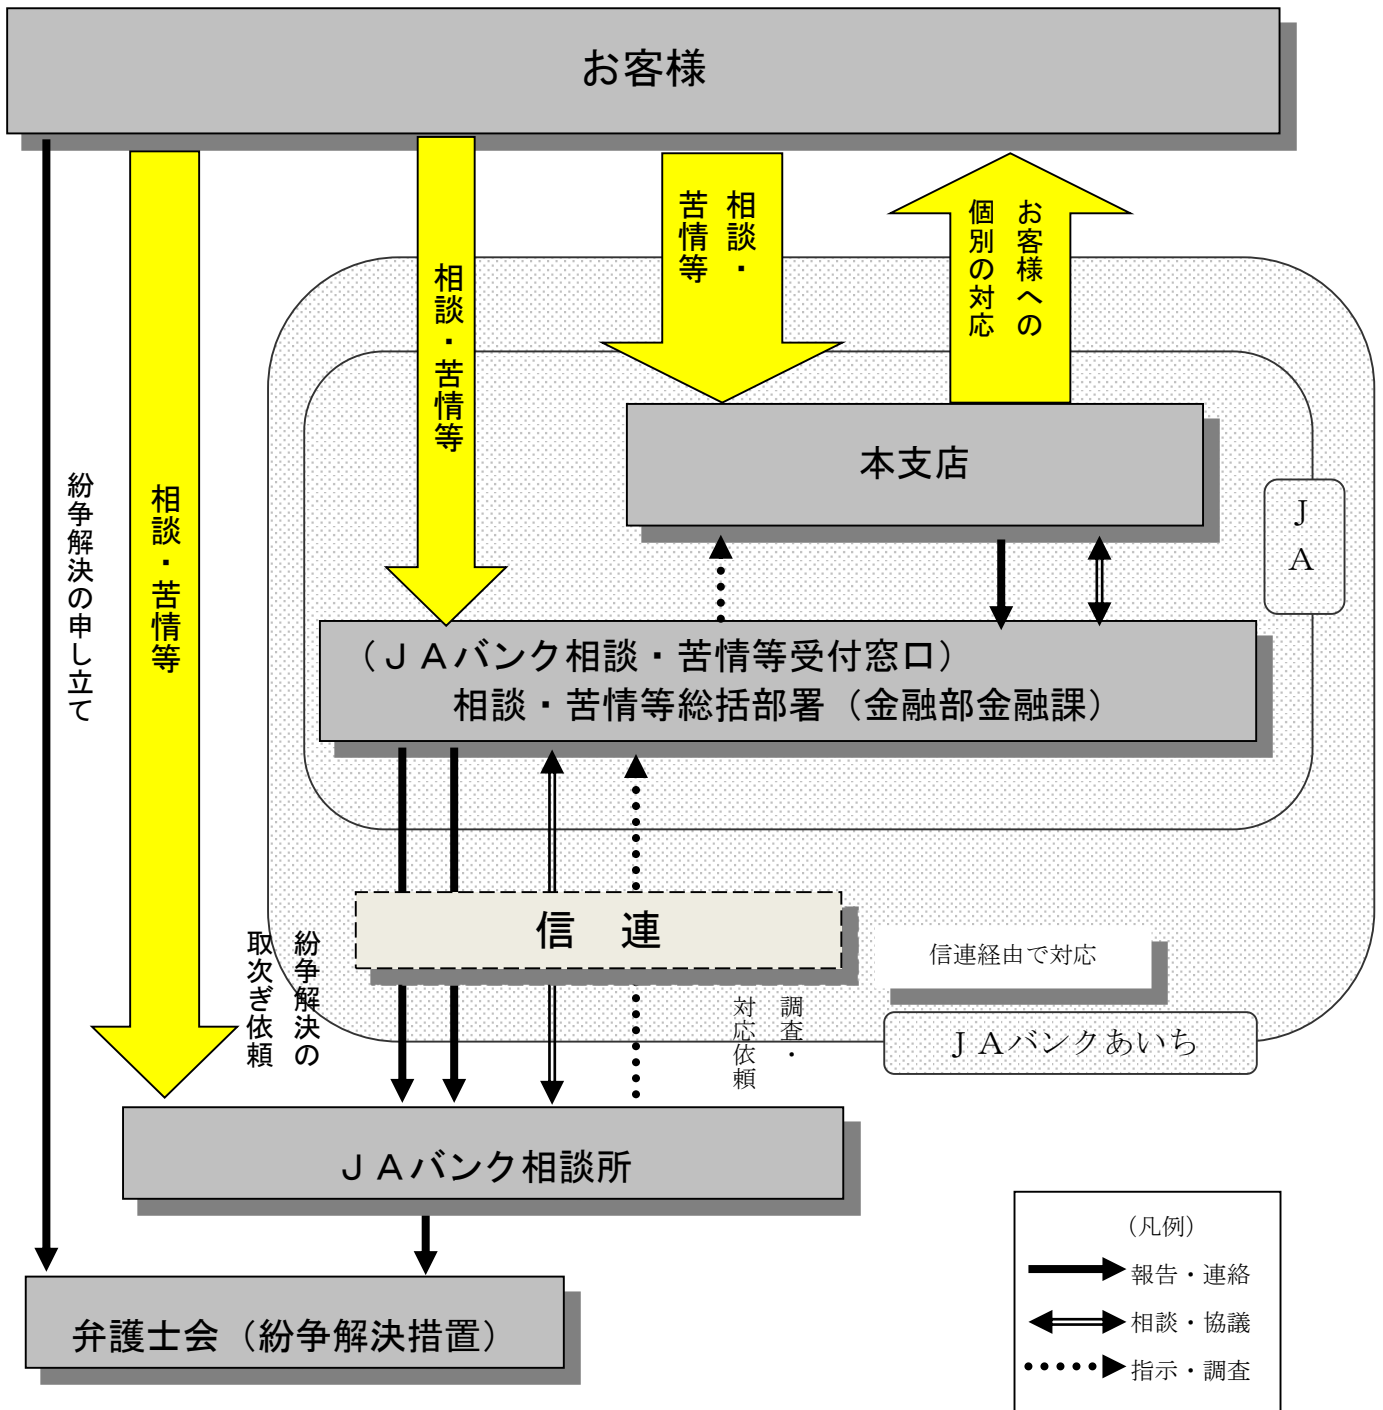 お客様
相談・
苦情等
お客様への
個別の対応
相談・苦情等
相談・苦情等
紛争解決の申し立て
本支店
J
A
（ＪＡバンク相談・苦情等受付窓口）
相談・苦情等総括部署（金融部金融課）
信　連
信連経由で対応
紛争解決の
取次ぎ依頼
調査・
対応依頼
ＪＡバンクあいち
ＪＡバンク相談所
弁護士会（紛争解決措置）
（凡例）
報告・連絡
相談・協議
指示・調査